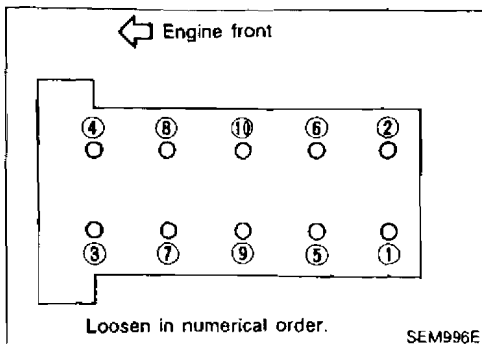 Engine front
④ ⑧ ⑩ ⑥ ②
③ ⑦ ⑨ ⑤ ①
Loosen in numerical order.
SEM996E